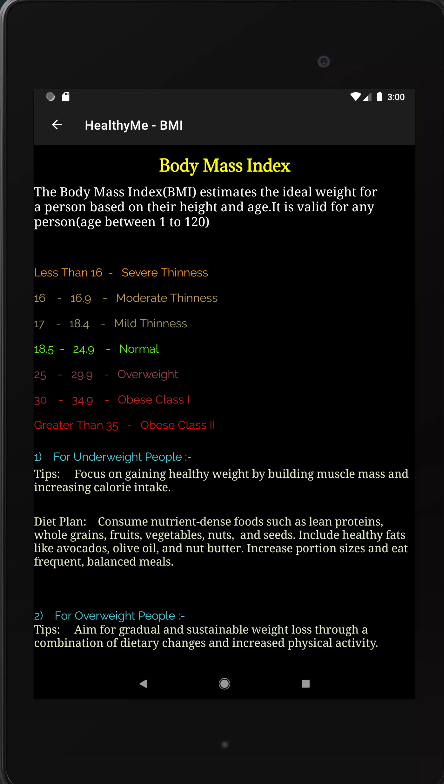 3:00
HealthyMe - BMI
Body Mass Index
The Body Mass Index(BMI) estimates the ideal weight for
a person based on their height and age.It is valid for any
person(age between 1 to 120)
Less Than 16 - Severe Thinness
16 - 16.9 - Moderate Thinness
17 - 18.4 - Mild Thinness
18.5 - 24.9 - Normal
25 - 29.9 - Overweight
30 - 34.9 - Obese Class I
Greater Than 35 - Obese Class II
1) For Underweight People :-
Tips: Focus on gaining healthy weight by building muscle mass and
increasing calorie intake.
Diet Plan: Consume nutrient-dense foods such as lean proteins,
whole grains, fruits, vegetables, nuts, and seeds. Include healthy fats
like avocados, olive oil, and nut butter. Increase portion sizes and eat
frequent, balanced meals.
2) For Overweight People :-
Tips: Aim for gradual and sustainable weight loss through a
combination of dietary changes and increased physical activity.